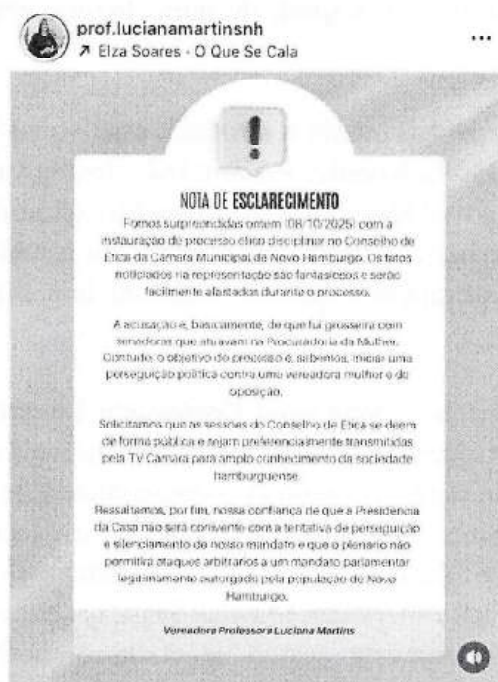 prof.lucianamartinsnh
Elza Soares · O Que Se Cala
NOTA DE ESCLARECIMENTO
Fomos surpreendidas ontem (08/10/2025) com a
instauração de processo ético disciplinar no Conselho de
Ética da Câmara Municipal de Novo Hamburgo. Os fatos
noticiados na representação são fantasiosos e serão
facilmente afastados durante o processo.
A acusação é, basicamente, de que fui grosseira com
servidoras que atuavam na Procuradoria da Mulher.
Contudo, o objetivo do processo é, sabemos, iniciar uma
perseguição política contra uma vereadora mulher e de
oposição.
Solicitamos que as sessões do Conselho de Ética se deem
de forma pública e sejam preferencialmente transmitidas
pela TV Câmara para amplo conhecimento da sociedade
hamburguense.
Ressaltamos, por fim, nossa confiança de que a Presidência
da Casa não será conivente com a tentativa de perseguição
e silenciamento do nosso mandato e que o plenário não
permitirá ataques arbitrários a um mandato parlamentar
legitimamente outorgado pela população de Novo
Hamburgo.
Vereadora Professora Luciana Martins